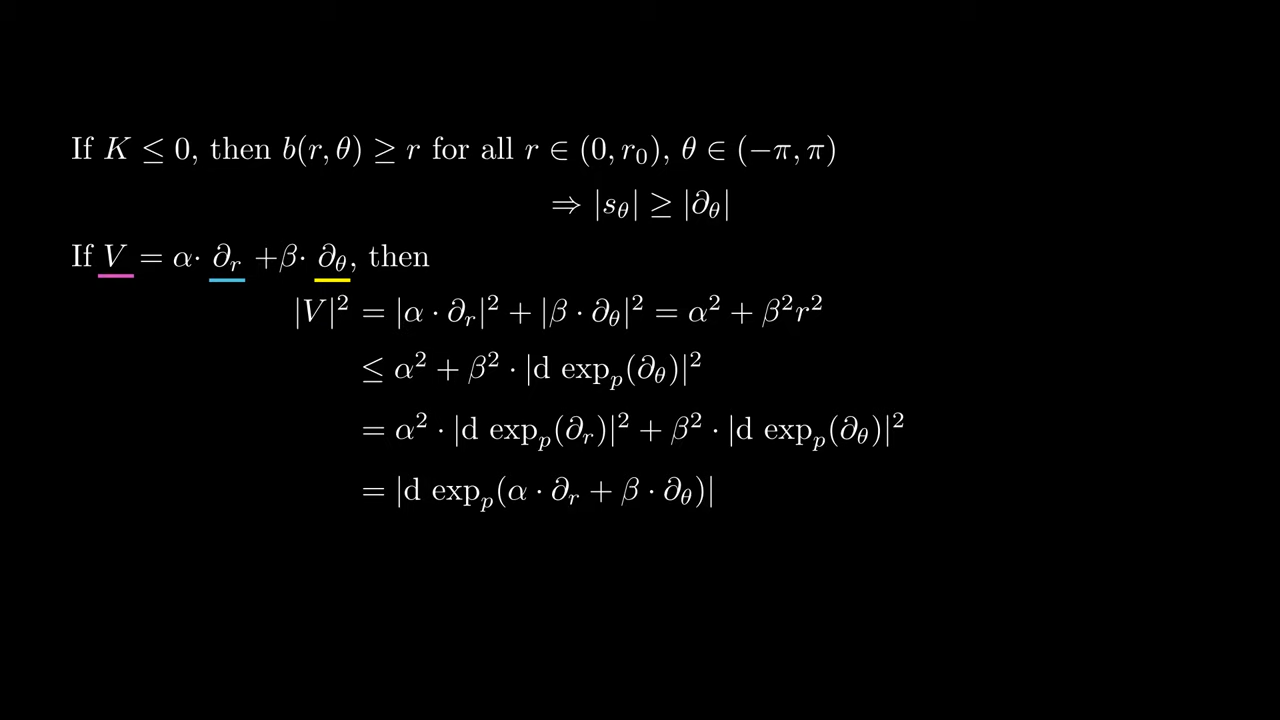 If K ≤ 0, then b(r, θ) ≥ r for all r ∈ (0, r₀), θ ∈ (−π, π)
⇒ |s_θ| ≥ |∂_θ|
If V = α· ∂_r +β· ∂_θ, then
|V|² = |α · ∂_r|² + |β · ∂_θ|² = α² + β²r²
≤ α² + β² · |d exp_p(∂_θ)|²
= α² · |d exp_p(∂_r)|² + β² · |d exp_p(∂_θ)|²
= |d exp_p(α · ∂_r + β · ∂_θ)|